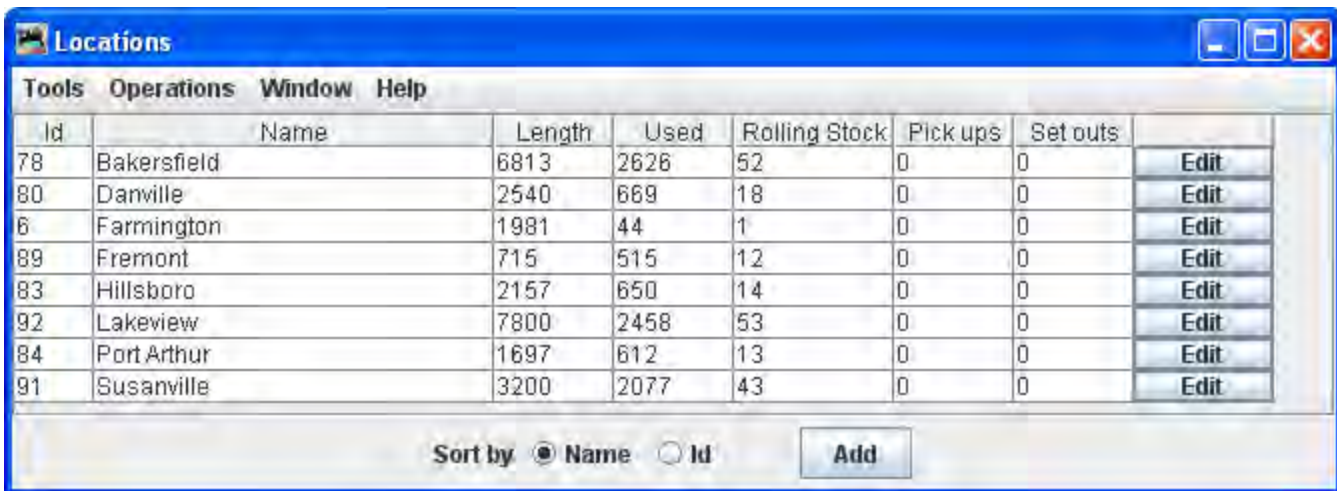 Locations
Tools Operations Window Help
Id Name Length Used Rolling Stock Pick ups Set outs
78 Bakersfield 6813 2626 52 0 0 Edit
80 Danville 2540 669 18 0 0 Edit
6 Farmington 1981 44 1 0 0 Edit
89 Fremont 715 515 12 0 0 Edit
83 Hillsboro 2157 650 14 0 0 Edit
92 Lakeview 7800 2458 53 0 0 Edit
84 Port Arthur 1697 612 13 0 0 Edit
91 Susanville 3200 2077 43 0 0 Edit
Sort by Name Id Add